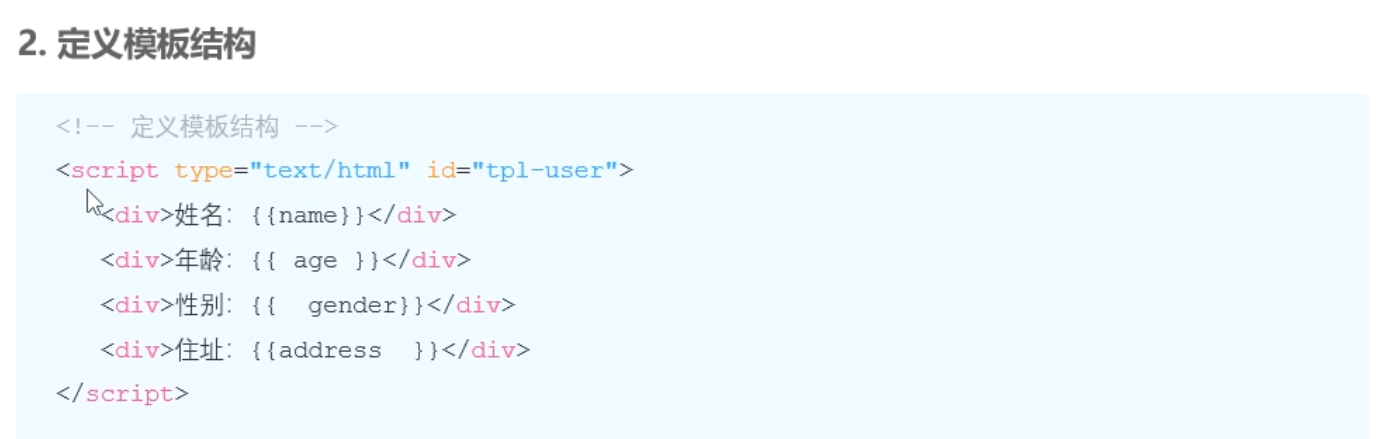 2. 定义模板结构
<!-- 定义模板结构 -->
<script type="text/html" id="tpl-user">
<div>姓名：{{name}}</div>
<div>年龄：{{ age }}</div>
<div>性别：{{  gender}}</div>
<div>住址：{{address  }}</div>
</script>